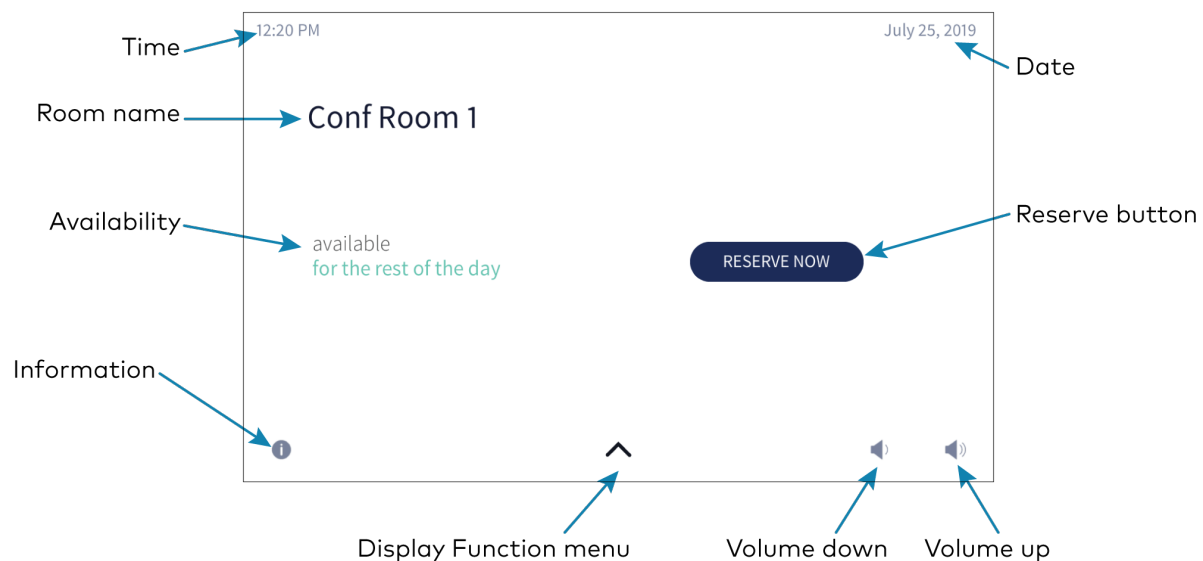 12:20 PM
July 25, 2019
Time
Date
Room name
Conf Room 1
Availability
Reserve button
available
for the rest of the day
RESERVE NOW
Information
i
Display Function menu
Volume down
Volume up